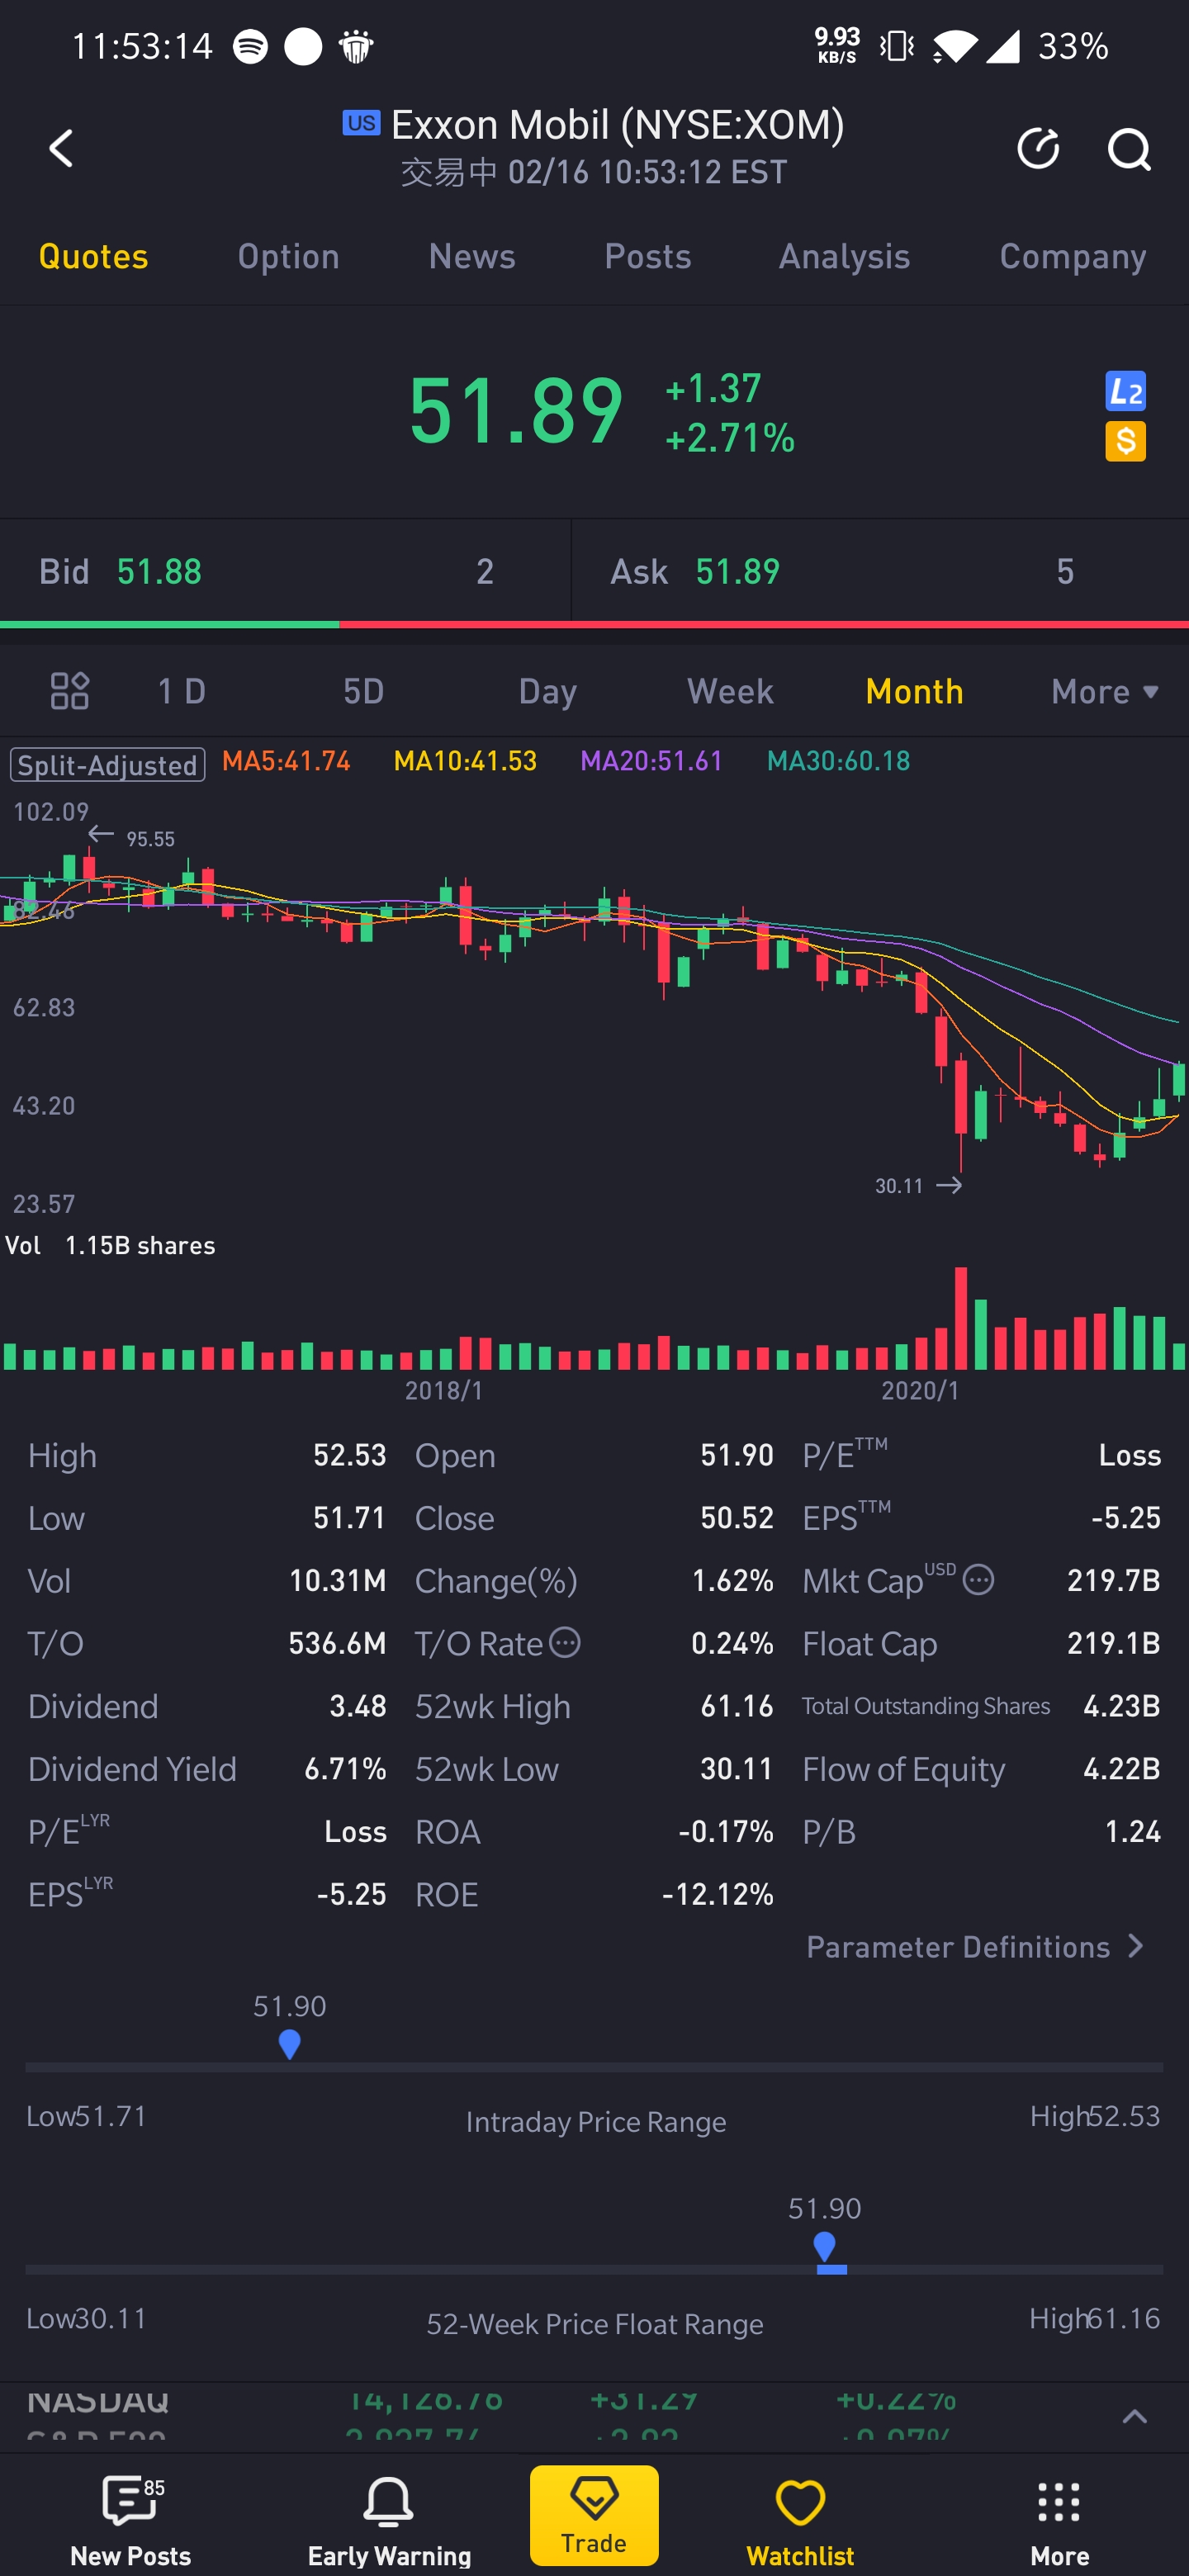 11:53:14 9.93 KB/S 33%
US Exxon Mobil (NYSE:XOM)
交易中 02/16 10:53:12 EST
Quotes Option News Posts Analysis Company
51.89 +1.37
+2.71%
L2
$
Bid 51.88 2 Ask 51.89 5
1 D 5D Day Week Month More
Split-Adjusted MA5:41.74 MA10:41.53 MA20:51.61 MA30:60.18
102.09
95.55
82.46
62.83
43.20
30.11
23.57
Vol 1.15B shares
2018/1 2020/1
High 52.53 Open 51.90 P/E TTM Loss
Low 51.71 Close 50.52 EPS TTM -5.25
Vol 10.31M Change(%) 1.62% Mkt Cap USD 219.7B
T/O 536.6M T/O Rate 0.24% Float Cap 219.1B
Dividend 3.48 52wk High 61.16 Total Outstanding Shares 4.23B
Dividend Yield 6.71% 52wk Low 30.11 Flow of Equity 4.22B
P/E LYR Loss ROA -0.17% P/B 1.24
EPS LYR -5.25 ROE -12.12%
Parameter Definitions
51.90
Low51.71 Intraday Price Range High52.53
51.90
Low30.11 52-Week Price Float Range High61.16
NASDAQ 14,128.76 +31.29 +0.22%
85
New Posts Early Warning Trade Watchlist More